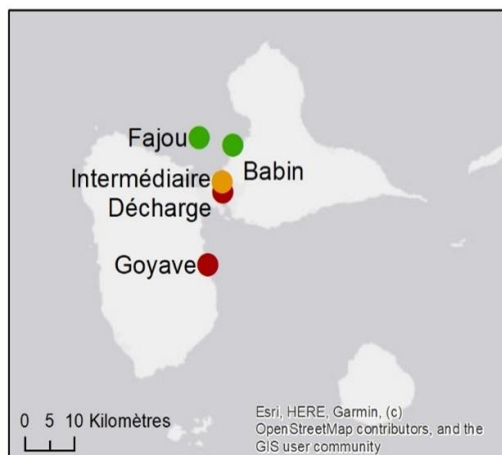 Fajou
Babin
Intermédiaire
Décharge
Goyave
0 5 10 Kilomètres
Esri, HERE, Garmin, (c)
OpenStreetMap contributors, and the
GIS user community